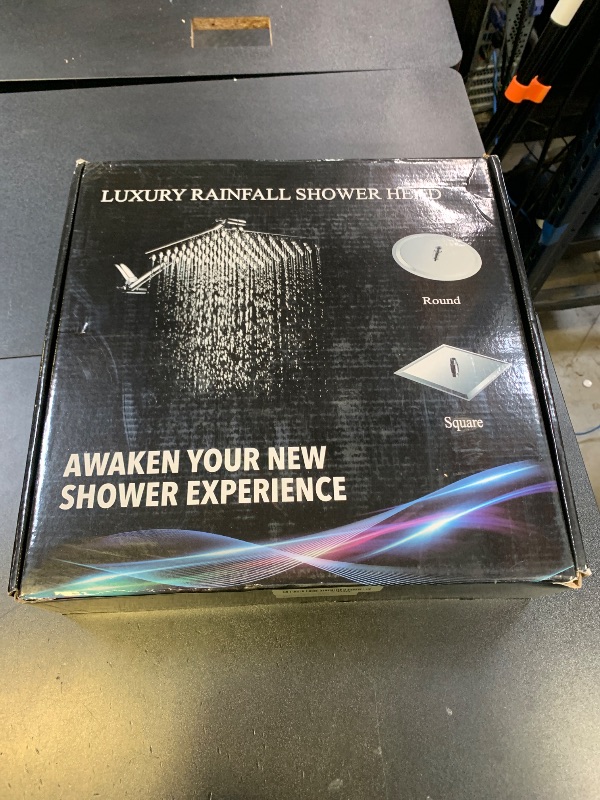 LUXURY RAINFALL SHOWER HEAD
Round
Square
AWAKEN YOUR NEW
SHOWER EXPERIENCE